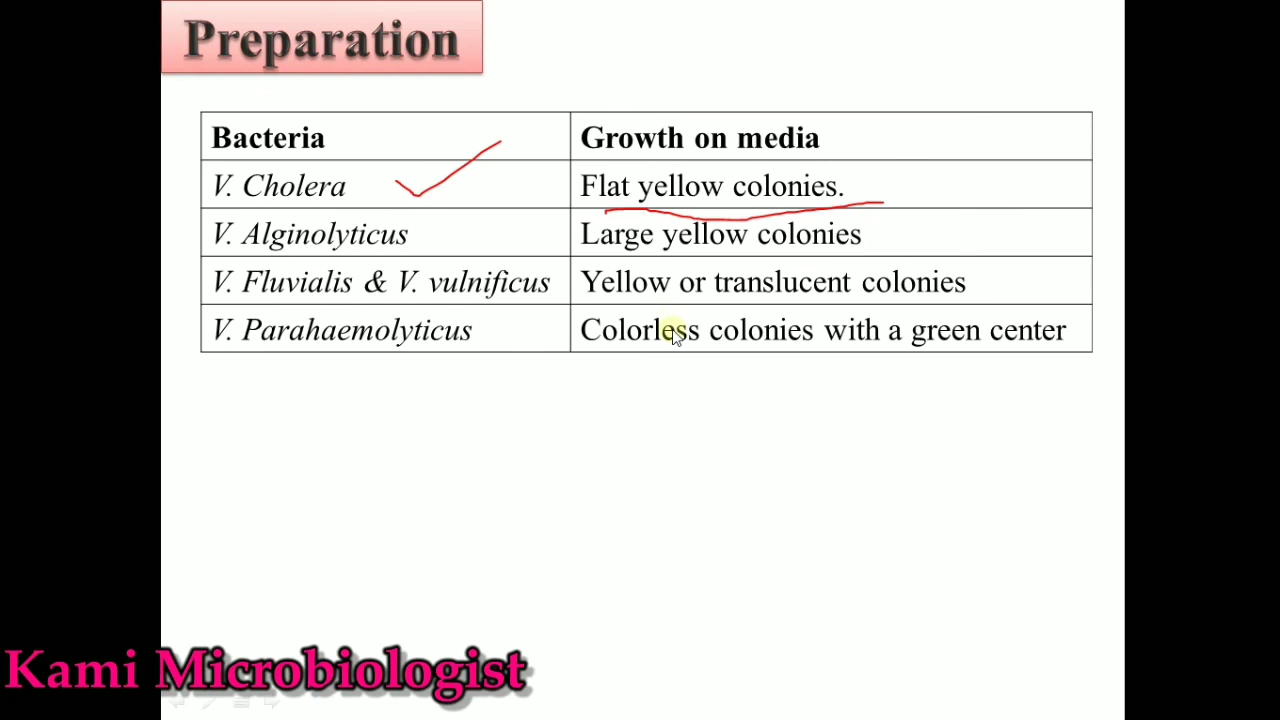 Preparation
Bacteria Growth on media
V. Cholera Flat yellow colonies.
V. Alginolyticus Large yellow colonies
V. Fluvialis & V. vulnificus Yellow or translucent colonies
V. Parahaemolyticus Colorless colonies with a green center
Kami Microbiologist